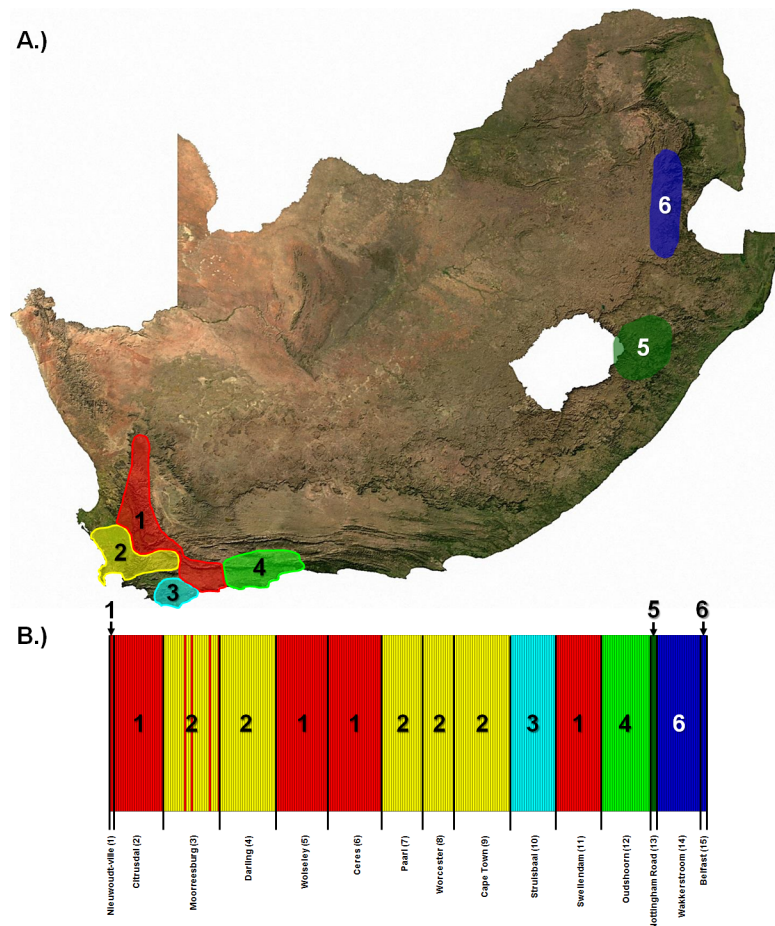 A.)
6
5
1
2
4
3
1
5
6
B.)
1
2
2
1
1
2
2
2
3
1
4
6
Nieuwoudt-ville (1)
Citrusdal (2)
Moorreesburg (3)
Darling (4)
Wolseley (5)
Ceres (6)
Paarl (7)
Worcester (8)
Cape Town (9)
Struisbaai (10)
Swellendam (11)
Oudshoorn (12)
Nottingham Road (13)
Wakkerstroom (14)
Belfast (15)